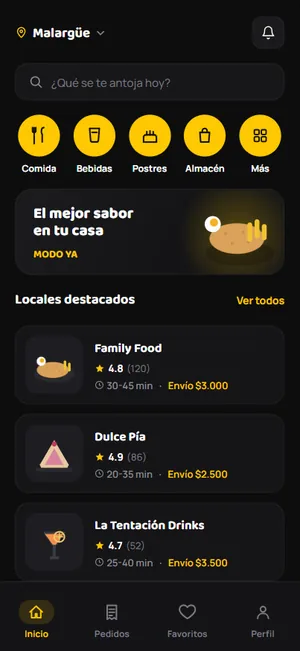 Malargüe
¿Qué se te antoja hoy?
Comida
Bebidas
Postres
Almacén
Más
El mejor sabor
en tu casa
MODO YA
Locales destacados
Ver todos
Family Food
4.8 (120)
30-45 min · Envío $3.000
Dulce Pía
4.9 (86)
20-35 min · Envío $2.500
La Tentación Drinks
4.7 (52)
25-40 min · Envío $3.500
Inicio
Pedidos
Favoritos
Perfil